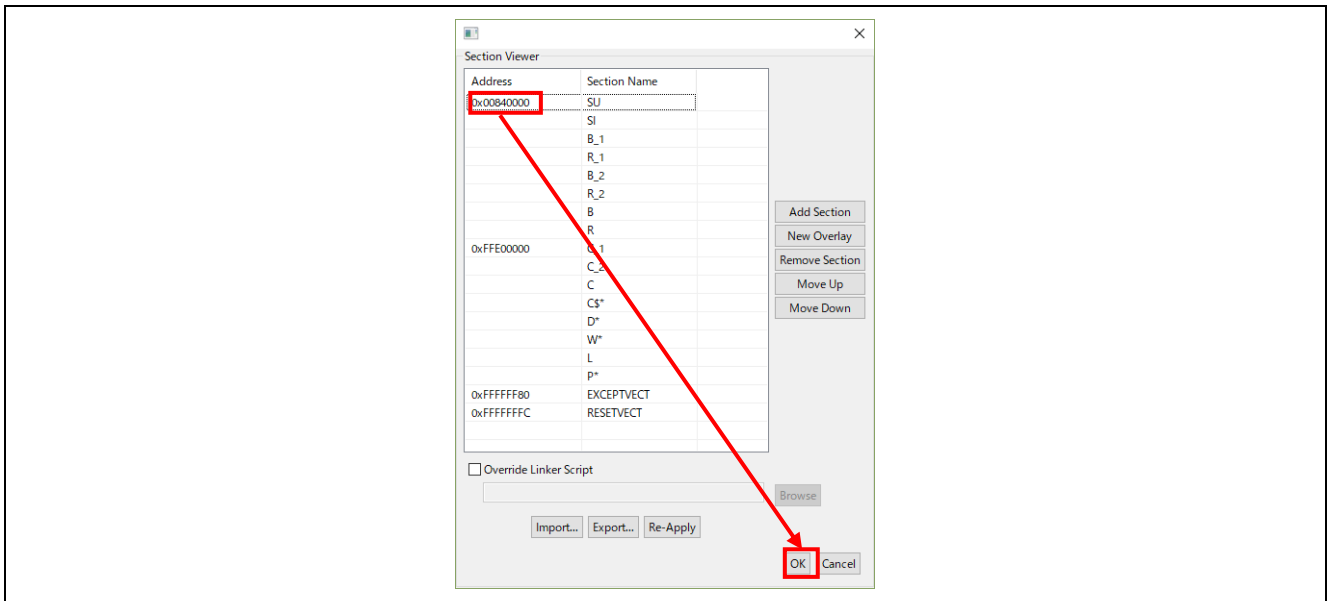 Section Viewer
Address Section Name
0x00840000 SU
SI
B_1
R_1
B_2
R_2
B
R
0xFFE00000 C_1
C_2
C
C$*
D*
W*
L
P*
0xFFFFFF80 EXCEPTVECT
0xFFFFFFFC RESETVECT
Add Section
New Overlay
Remove Section
Move Up
Move Down
Override Linker Script
Browse
Import... Export... Re-Apply
OK Cancel